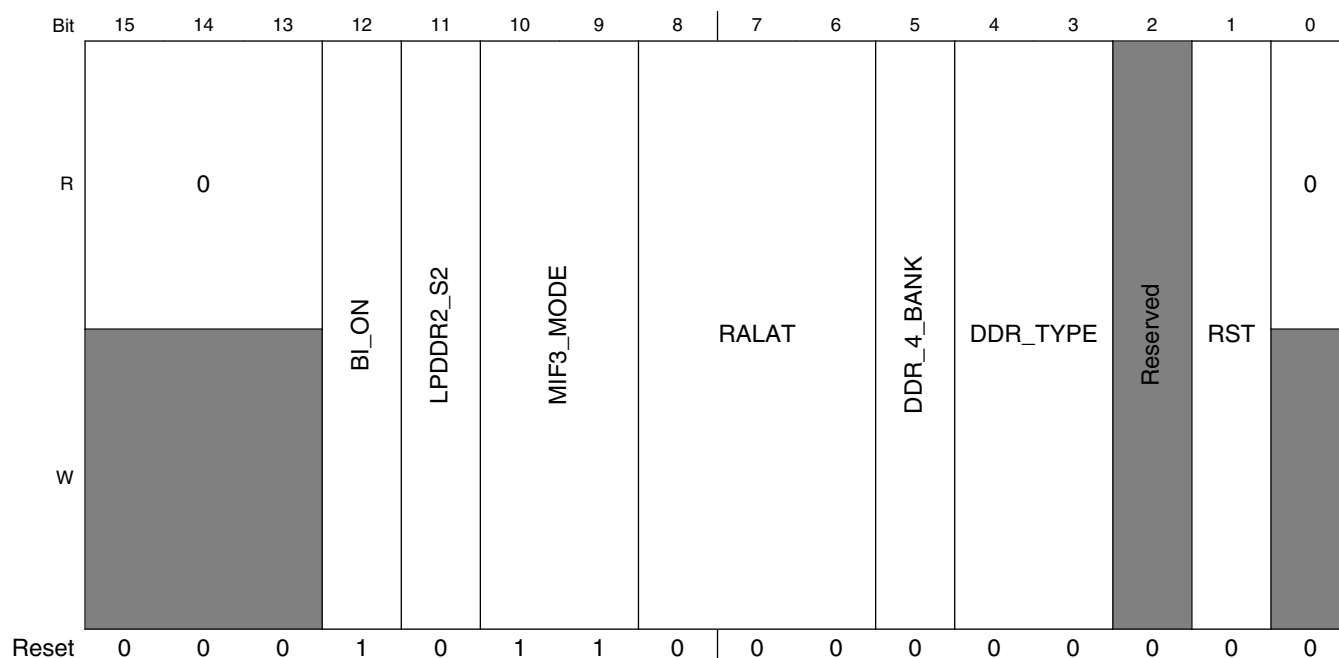 Bit 15 14 13 12 11 10 9 8 7 6 5 4 3 2 1 0
R 0 0
BI_ON
LPDDR2_S2
MIF3_MODE
RALAT
DDR_4_BANK
DDR_TYPE
Reserved
RST
W
Reset 0 0 0 1 0 1 1 0 0 0 0 0 0 0 0 0